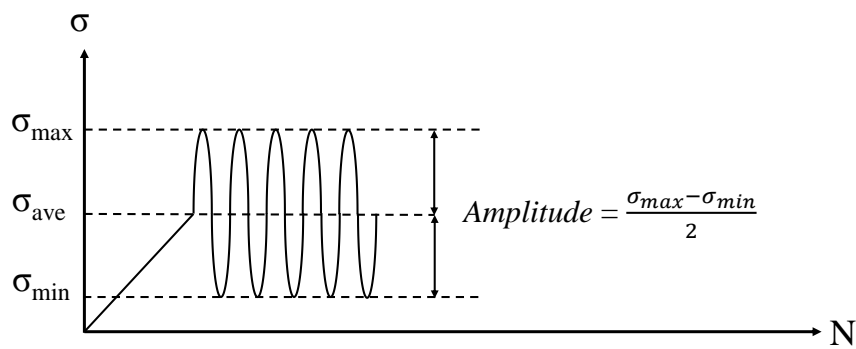 σ
σmax
σave
σmin
Amplitude = σmax−σmin
2
N